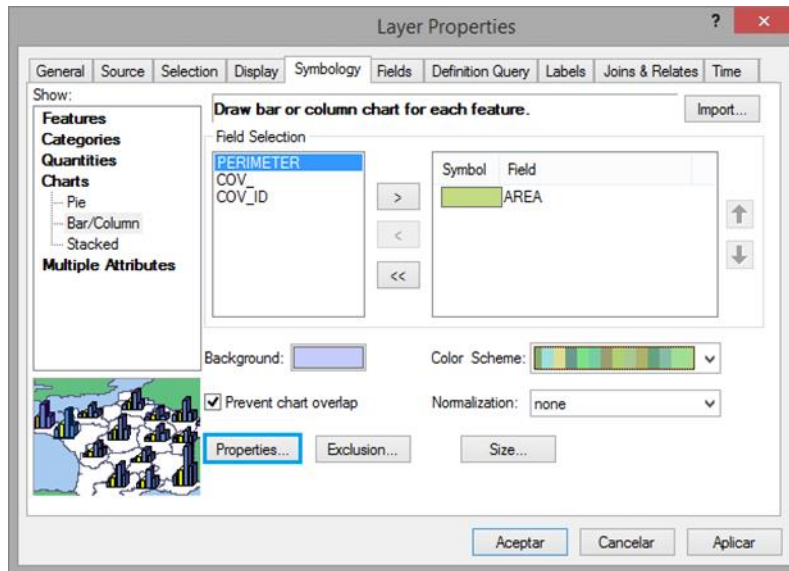 Layer Properties
?
×
General Source Selection Display Symbology Fields Definition Query Labels Joins & Relates Time
Show:
Features
Categories
Quantities
Charts
Pie
Bar/Column
Stacked
Multiple Attributes
Draw bar or column chart for each feature.
Import...
Field Selection
PERIMETER
COV_
COV_ID
>
<
<<
Symbol Field
AREA
Background:
Color Scheme:
Prevent chart overlap
Normalization: none
Properties...
Exclusion...
Size...
Aceptar
Cancelar
Aplicar